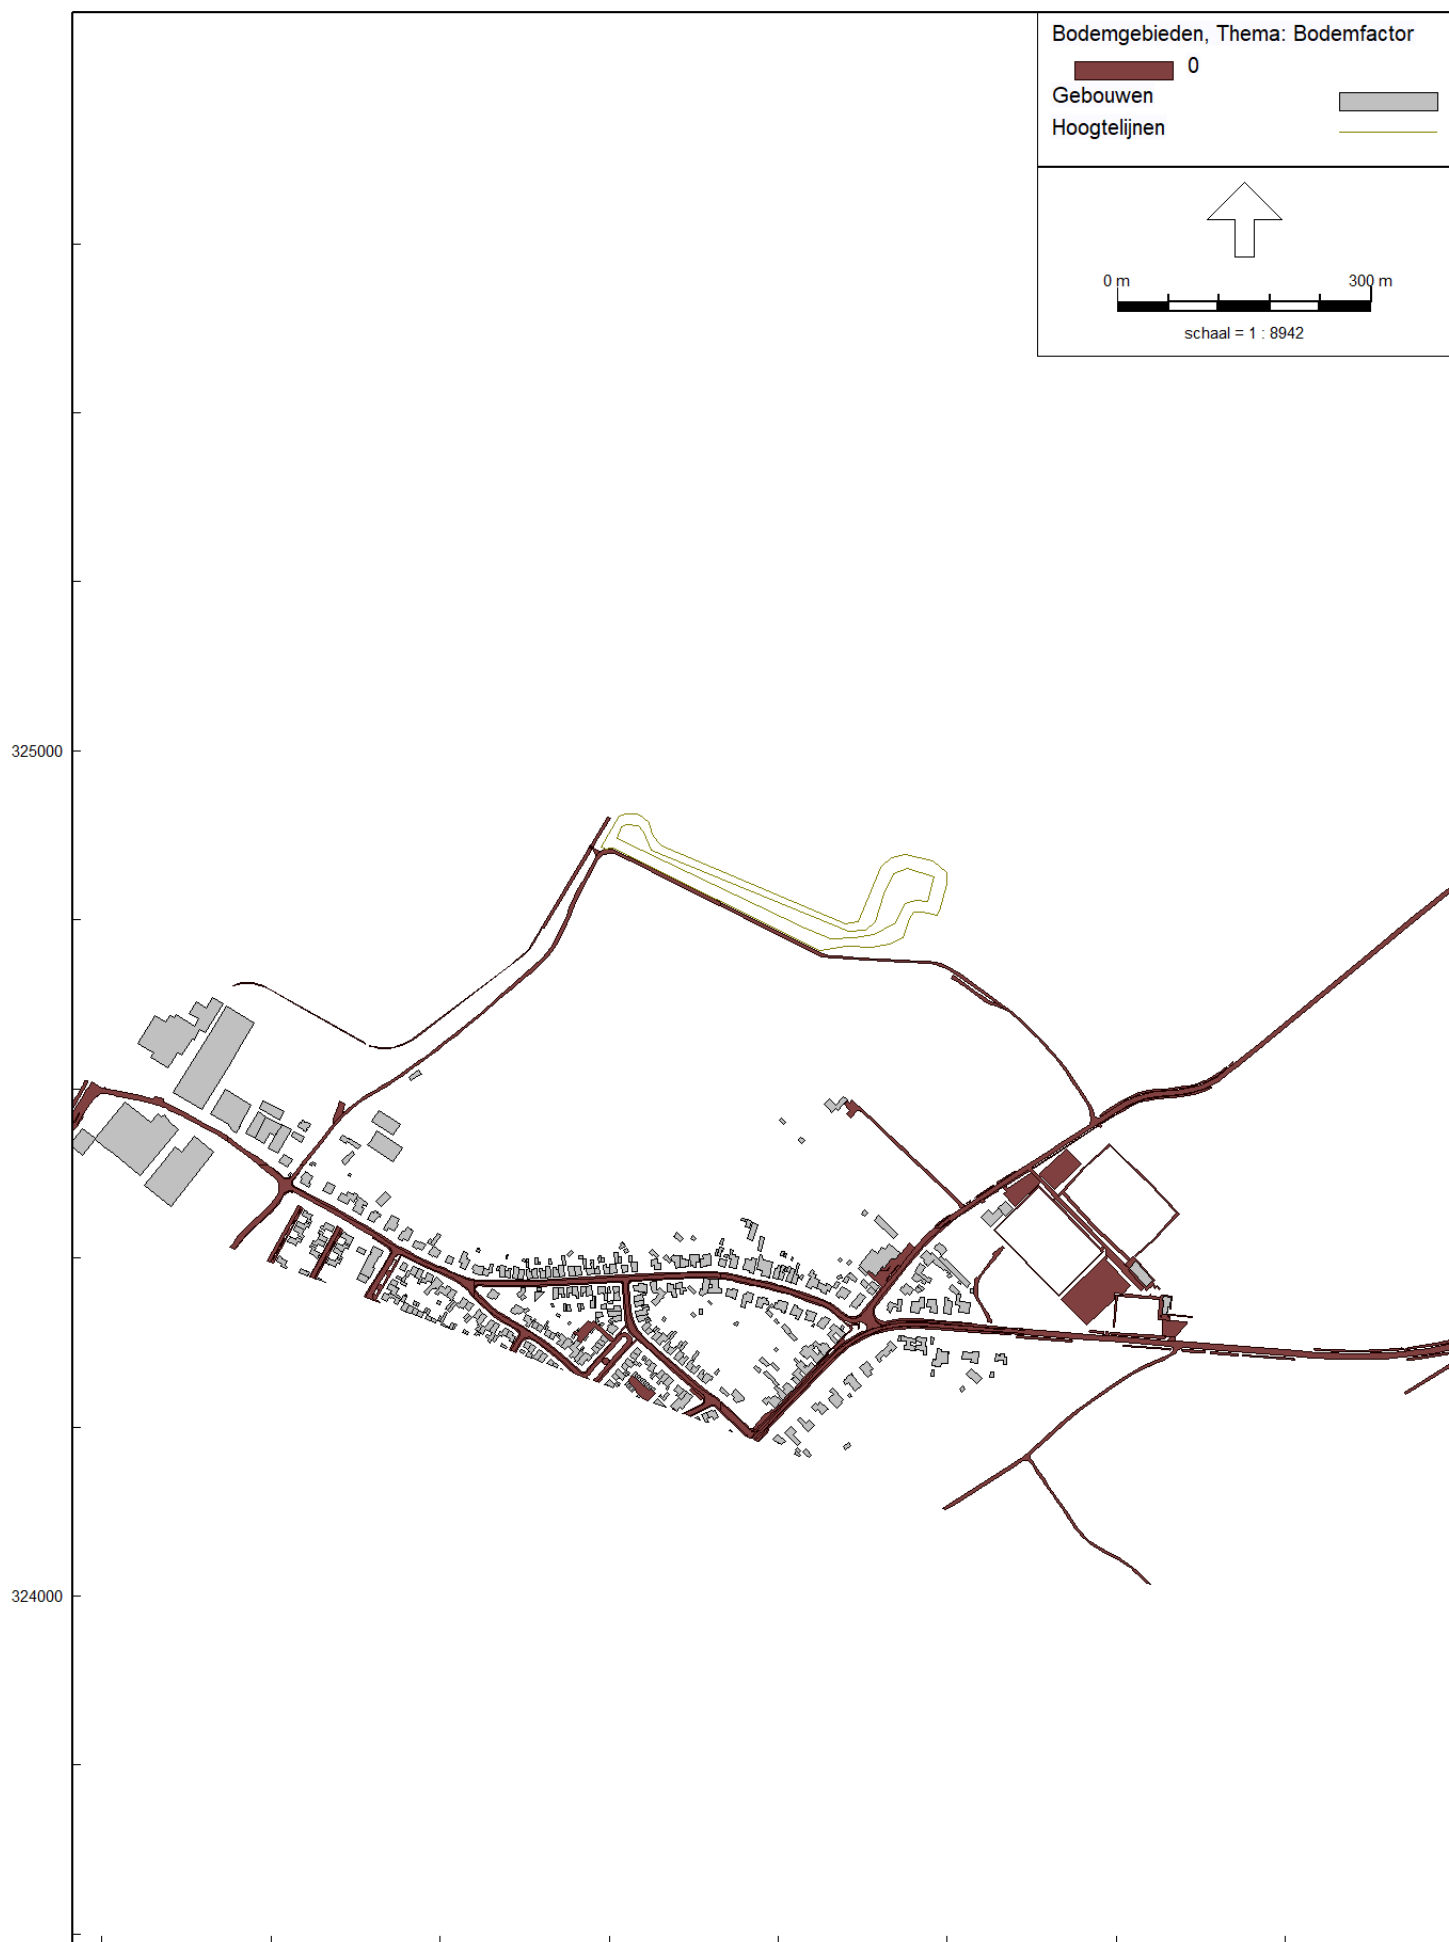 Bodemgebieden, Thema: Bodemfactor
0
Gebouwen
Hoogtelijnen
0 m 300 m
schaal = 1 : 8942
325000
324000